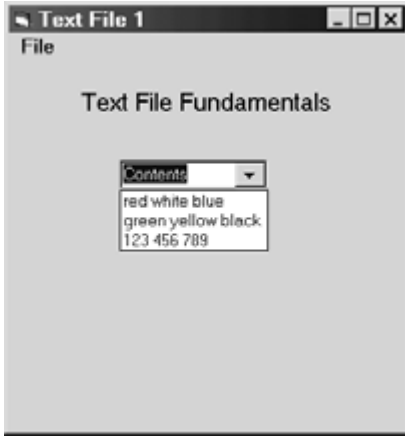 Text File 1
File
Text File Fundamentals
Contents
red white blue
green yellow black
123 456 789